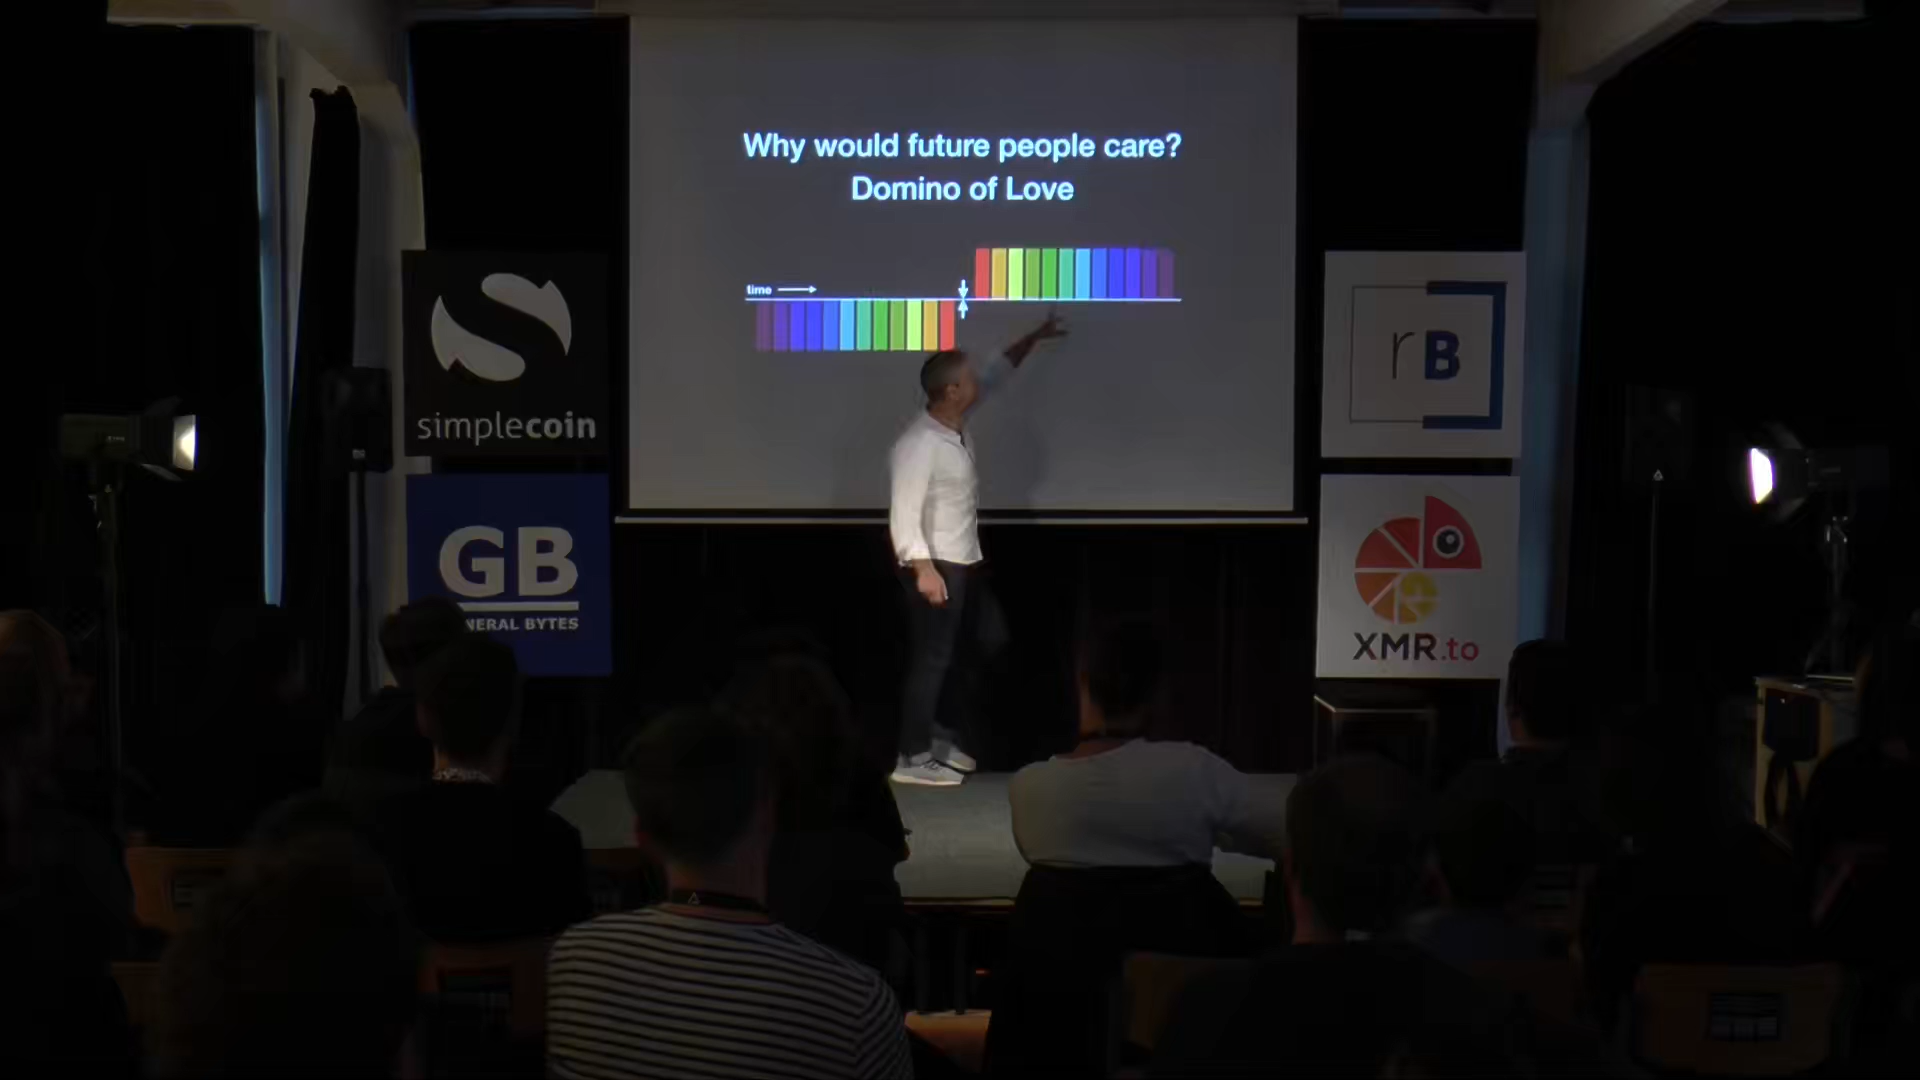 Why would future people care?
Domino of Love
time
simplecoin
GB
NERAL BYTES
rB
XMR.to